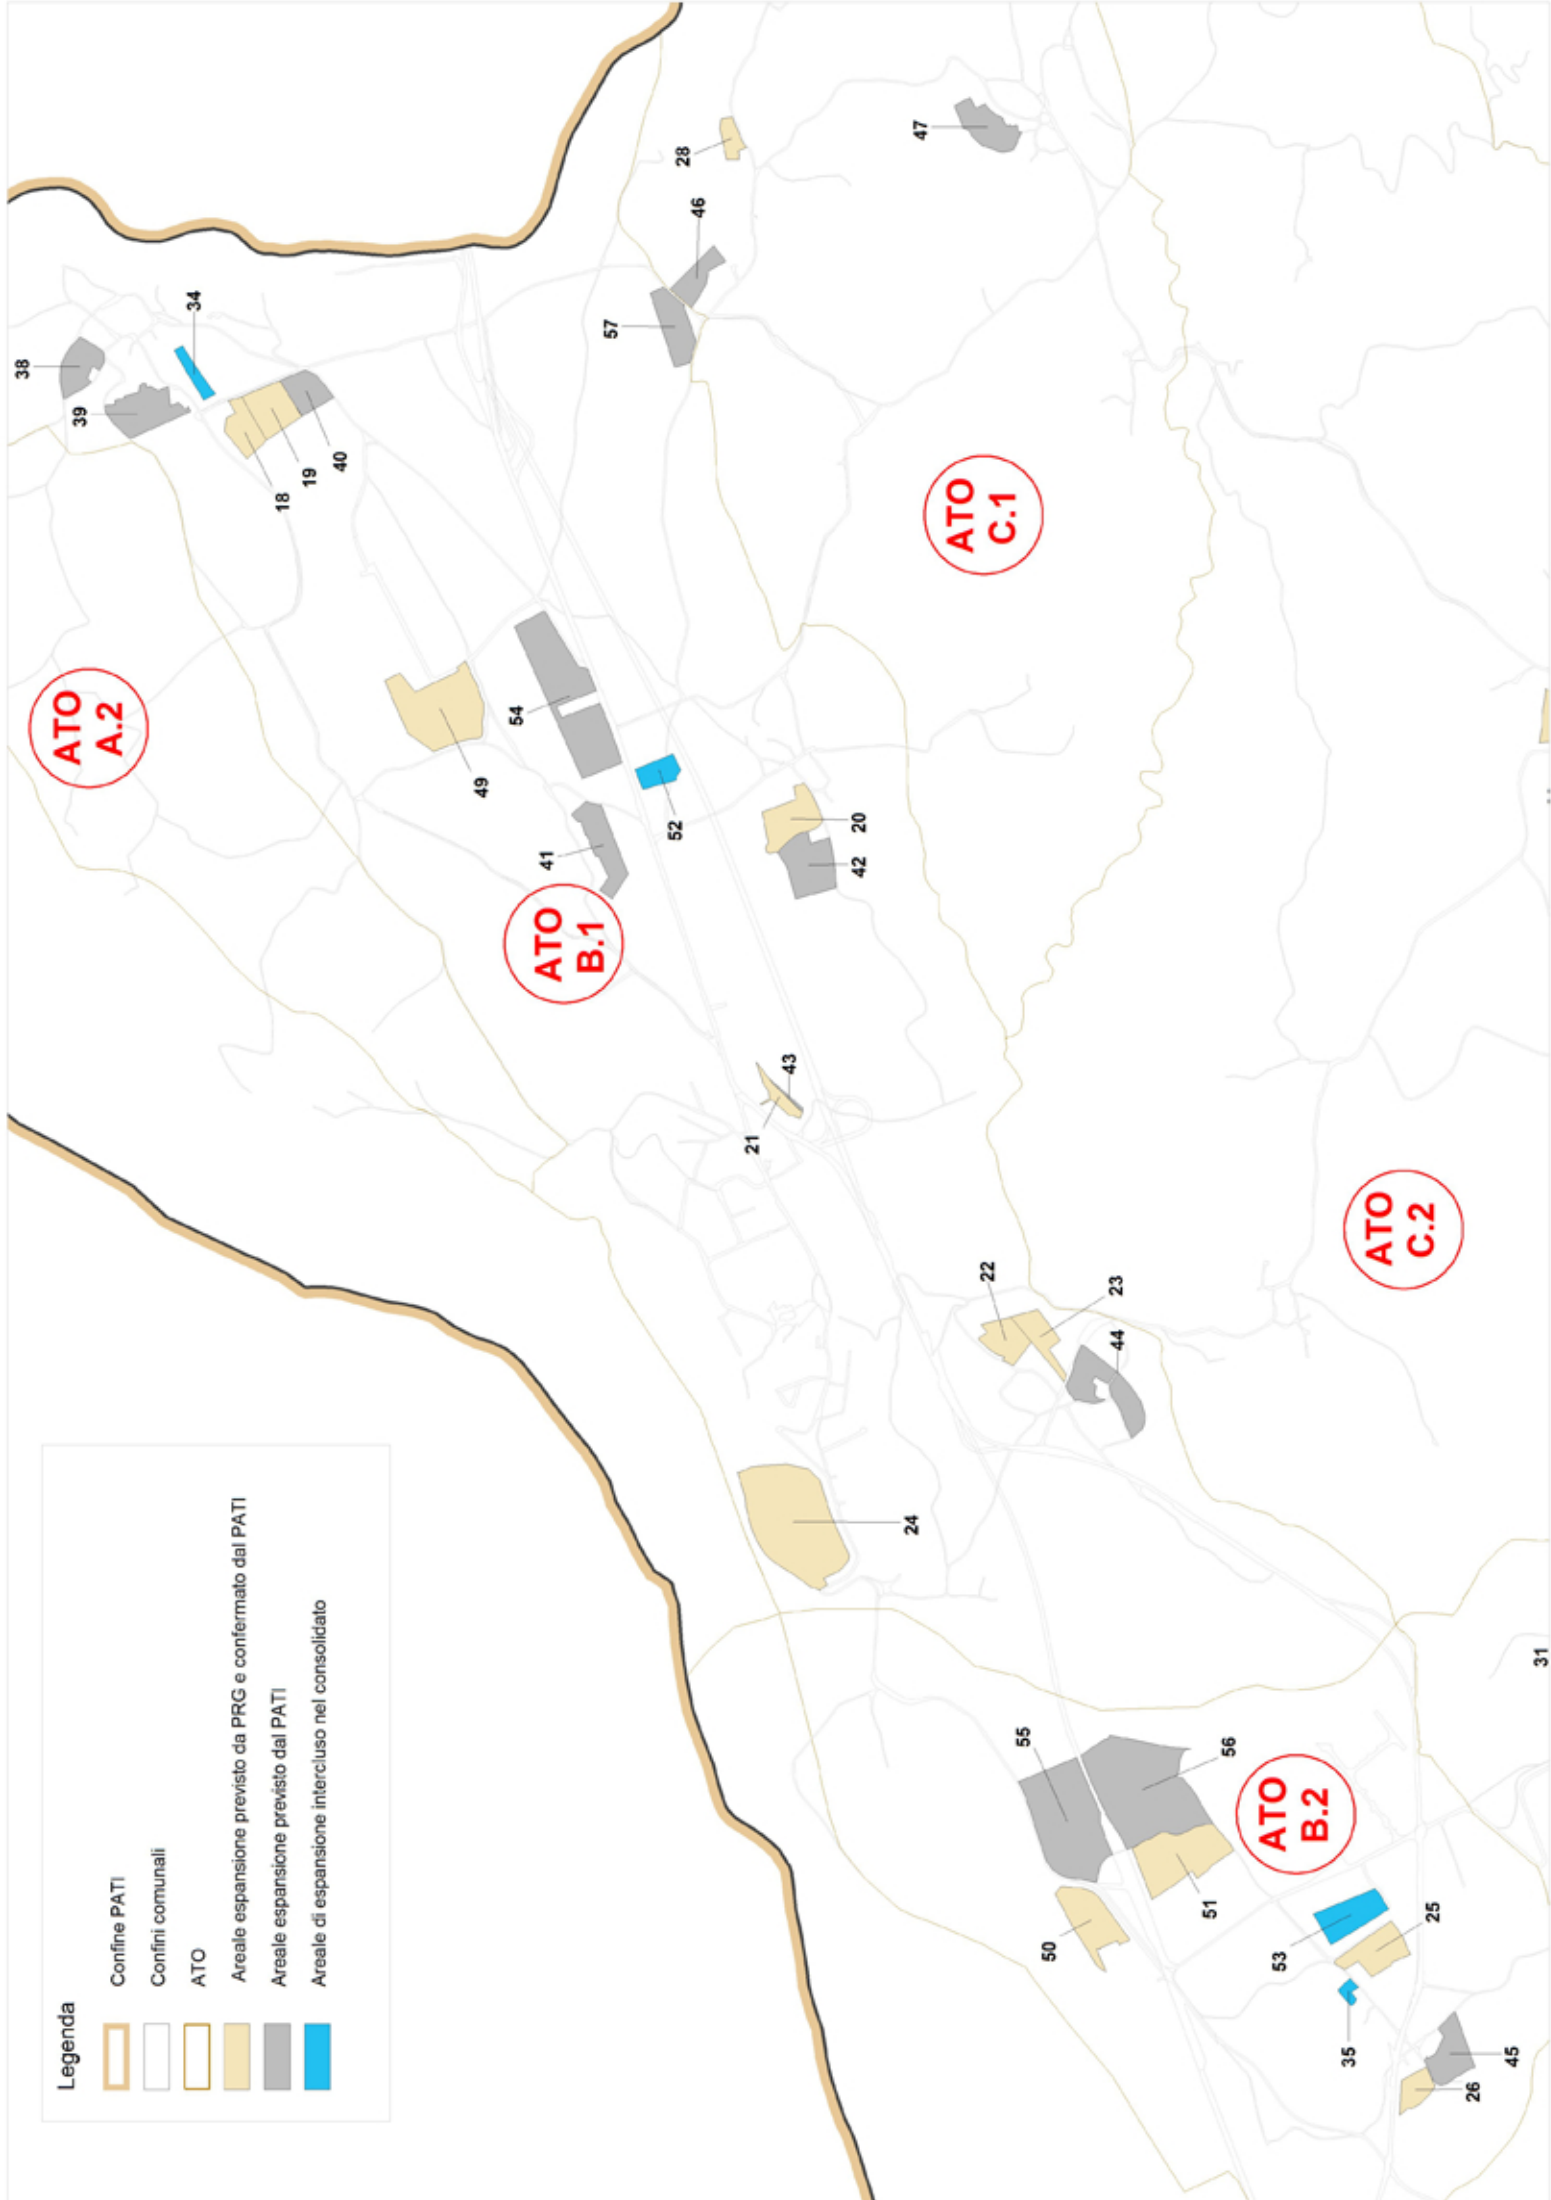 Legenda
Confine PATI
Confini comunali
ATO
Areale espansione previsto da PRG e confermato dal PATI
Areale espansione previsto dal PATI
Areale di espansione intercluso nel consolidato
ATO
A.2
ATO
B.1
ATO
C.1
ATO
C.2
ATO
B.2
38
39
34
18
19
40
49
54
41
52
20
42
57
46
28
47
21
43
22
23
44
24
55
56
50
51
53
25
35
45
26
31